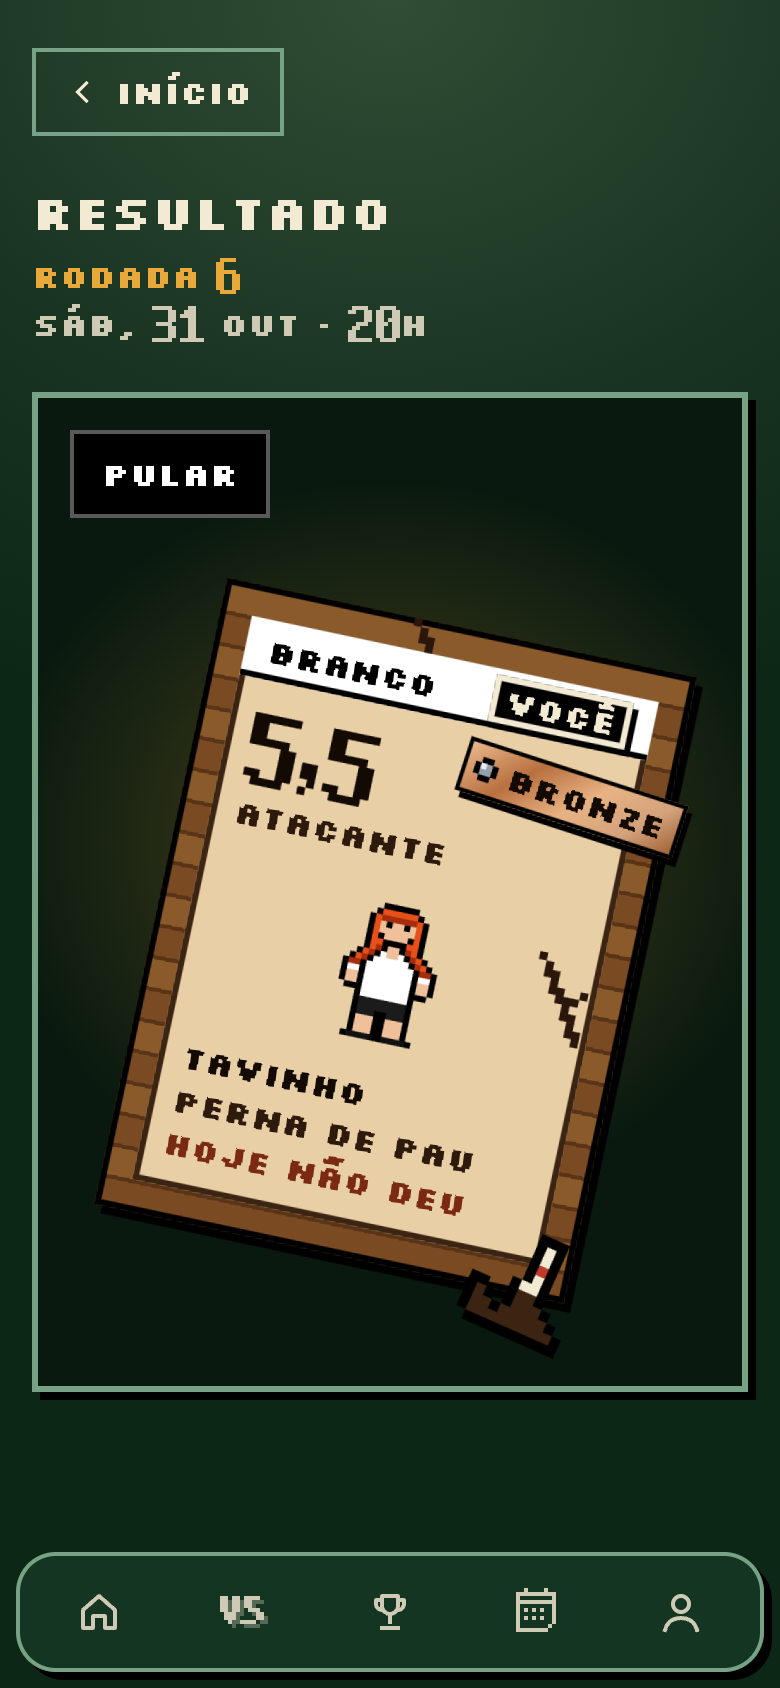 INÍCIO
RESULTADO
RODADA 6
SÁB, 31 OUT · 20H
PULAR
BRANCO
VOCÊ
5,5
BRONZE
ATACANTE
TAVINHO
PERNA DE PAU
HOJE NÃO DEU
VS